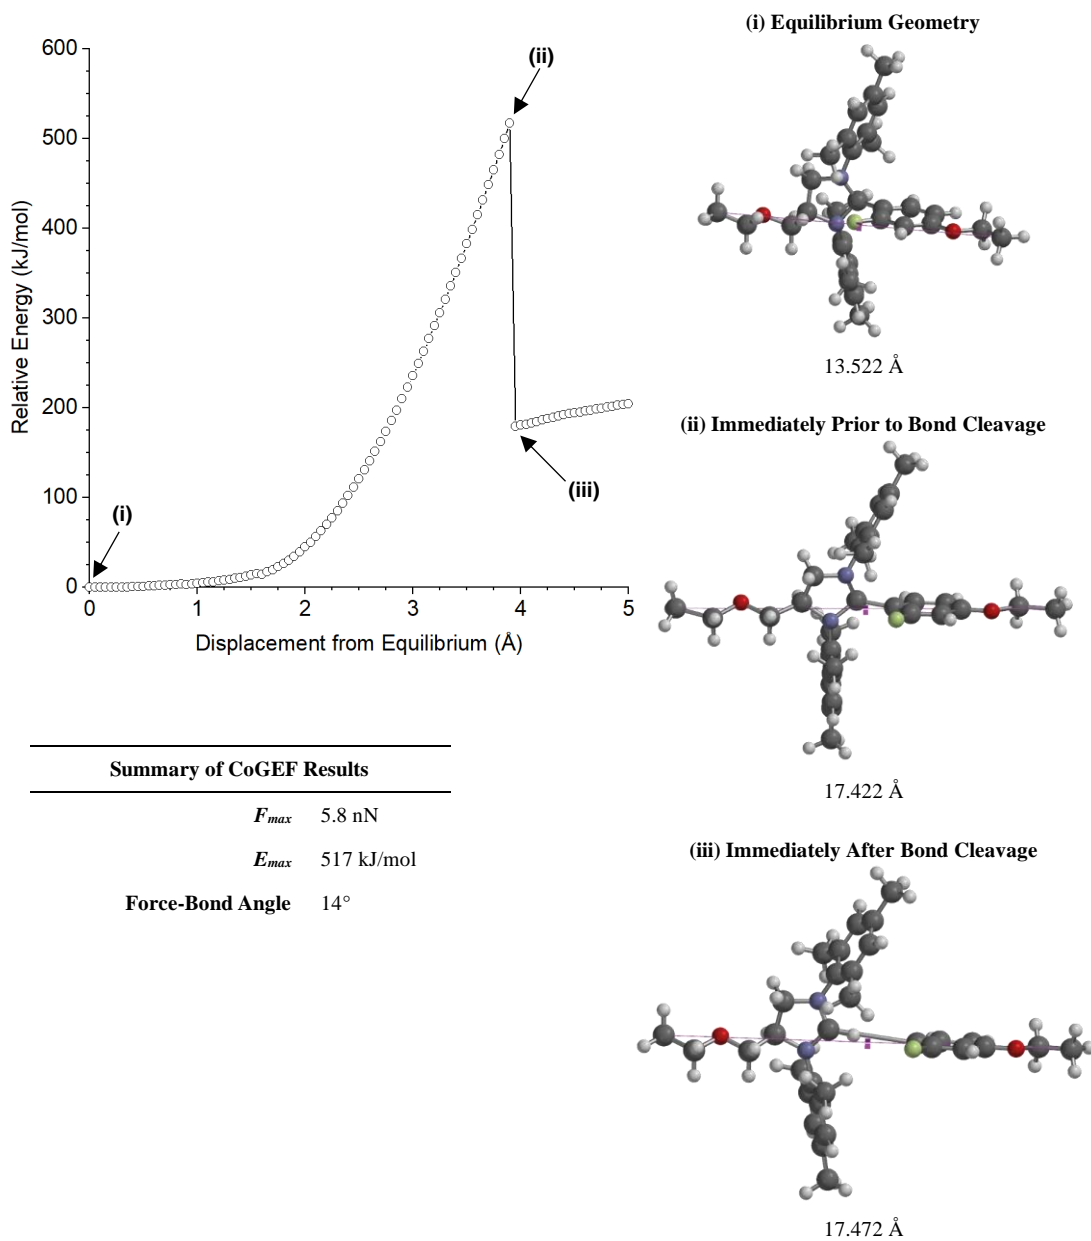 (i) Equilibrium Geometry
600
500
400
300
200
100
0
Relative Energy (kJ/mol)
0 1 2 3 4 5
Displacement from Equilibrium (Å)
(i)
(ii)
(iii)
13.522 Å
(ii) Immediately Prior to Bond Cleavage
17.422 Å
Summary of CoGEF Results
Fmax 5.8 nN
Emax 517 kJ/mol
Force-Bond Angle 14°
(iii) Immediately After Bond Cleavage
17.472 Å